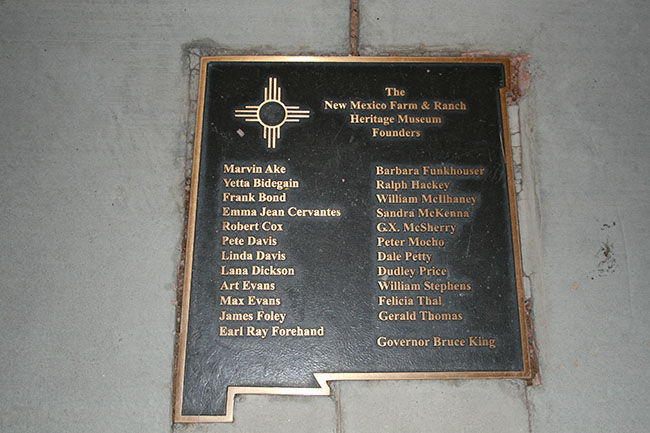 The
New Mexico Farm & Ranch
Heritage Museum
Founders
Marvin Ake
Yetta Bidegain
Frank Bond
Emma Jean Cervantes
Robert Cox
Pete Davis
Linda Davis
Lana Dickson
Art Evans
Max Evans
James Foley
Earl Ray Forehand
Barbara Funkhouser
Ralph Hackey
William McIlhaney
Sandra McKenna
G.X. McSherry
Peter Mocho
Dale Petty
Dudley Price
William Stephens
Felicia Thal
Gerald Thomas
Governor Bruce King